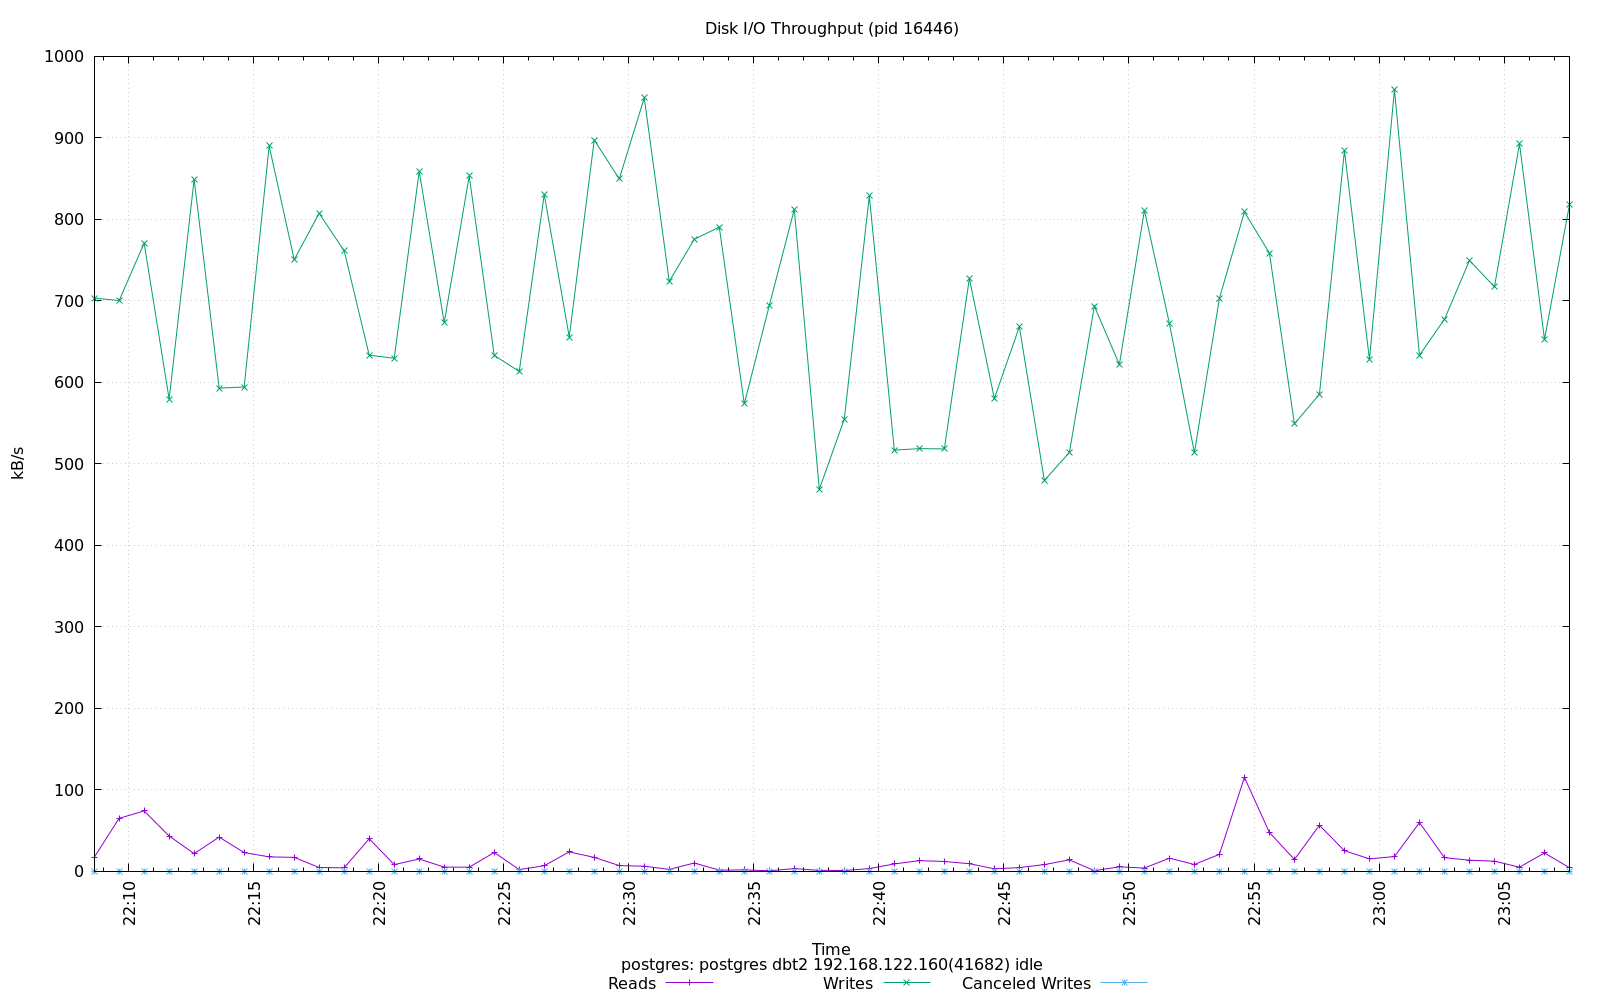 Disk I/O Throughput (pid 16446)
1000
900
800
700
600
500
400
300
200
100
0
kB/s
22:10 22:15 22:20 22:25 22:30 22:35 22:40 22:45 22:50 22:55 23:00 23:05
Time
postgres: postgres dbt2 192.168.122.160(41682) idle
Reads Writes Canceled Writes